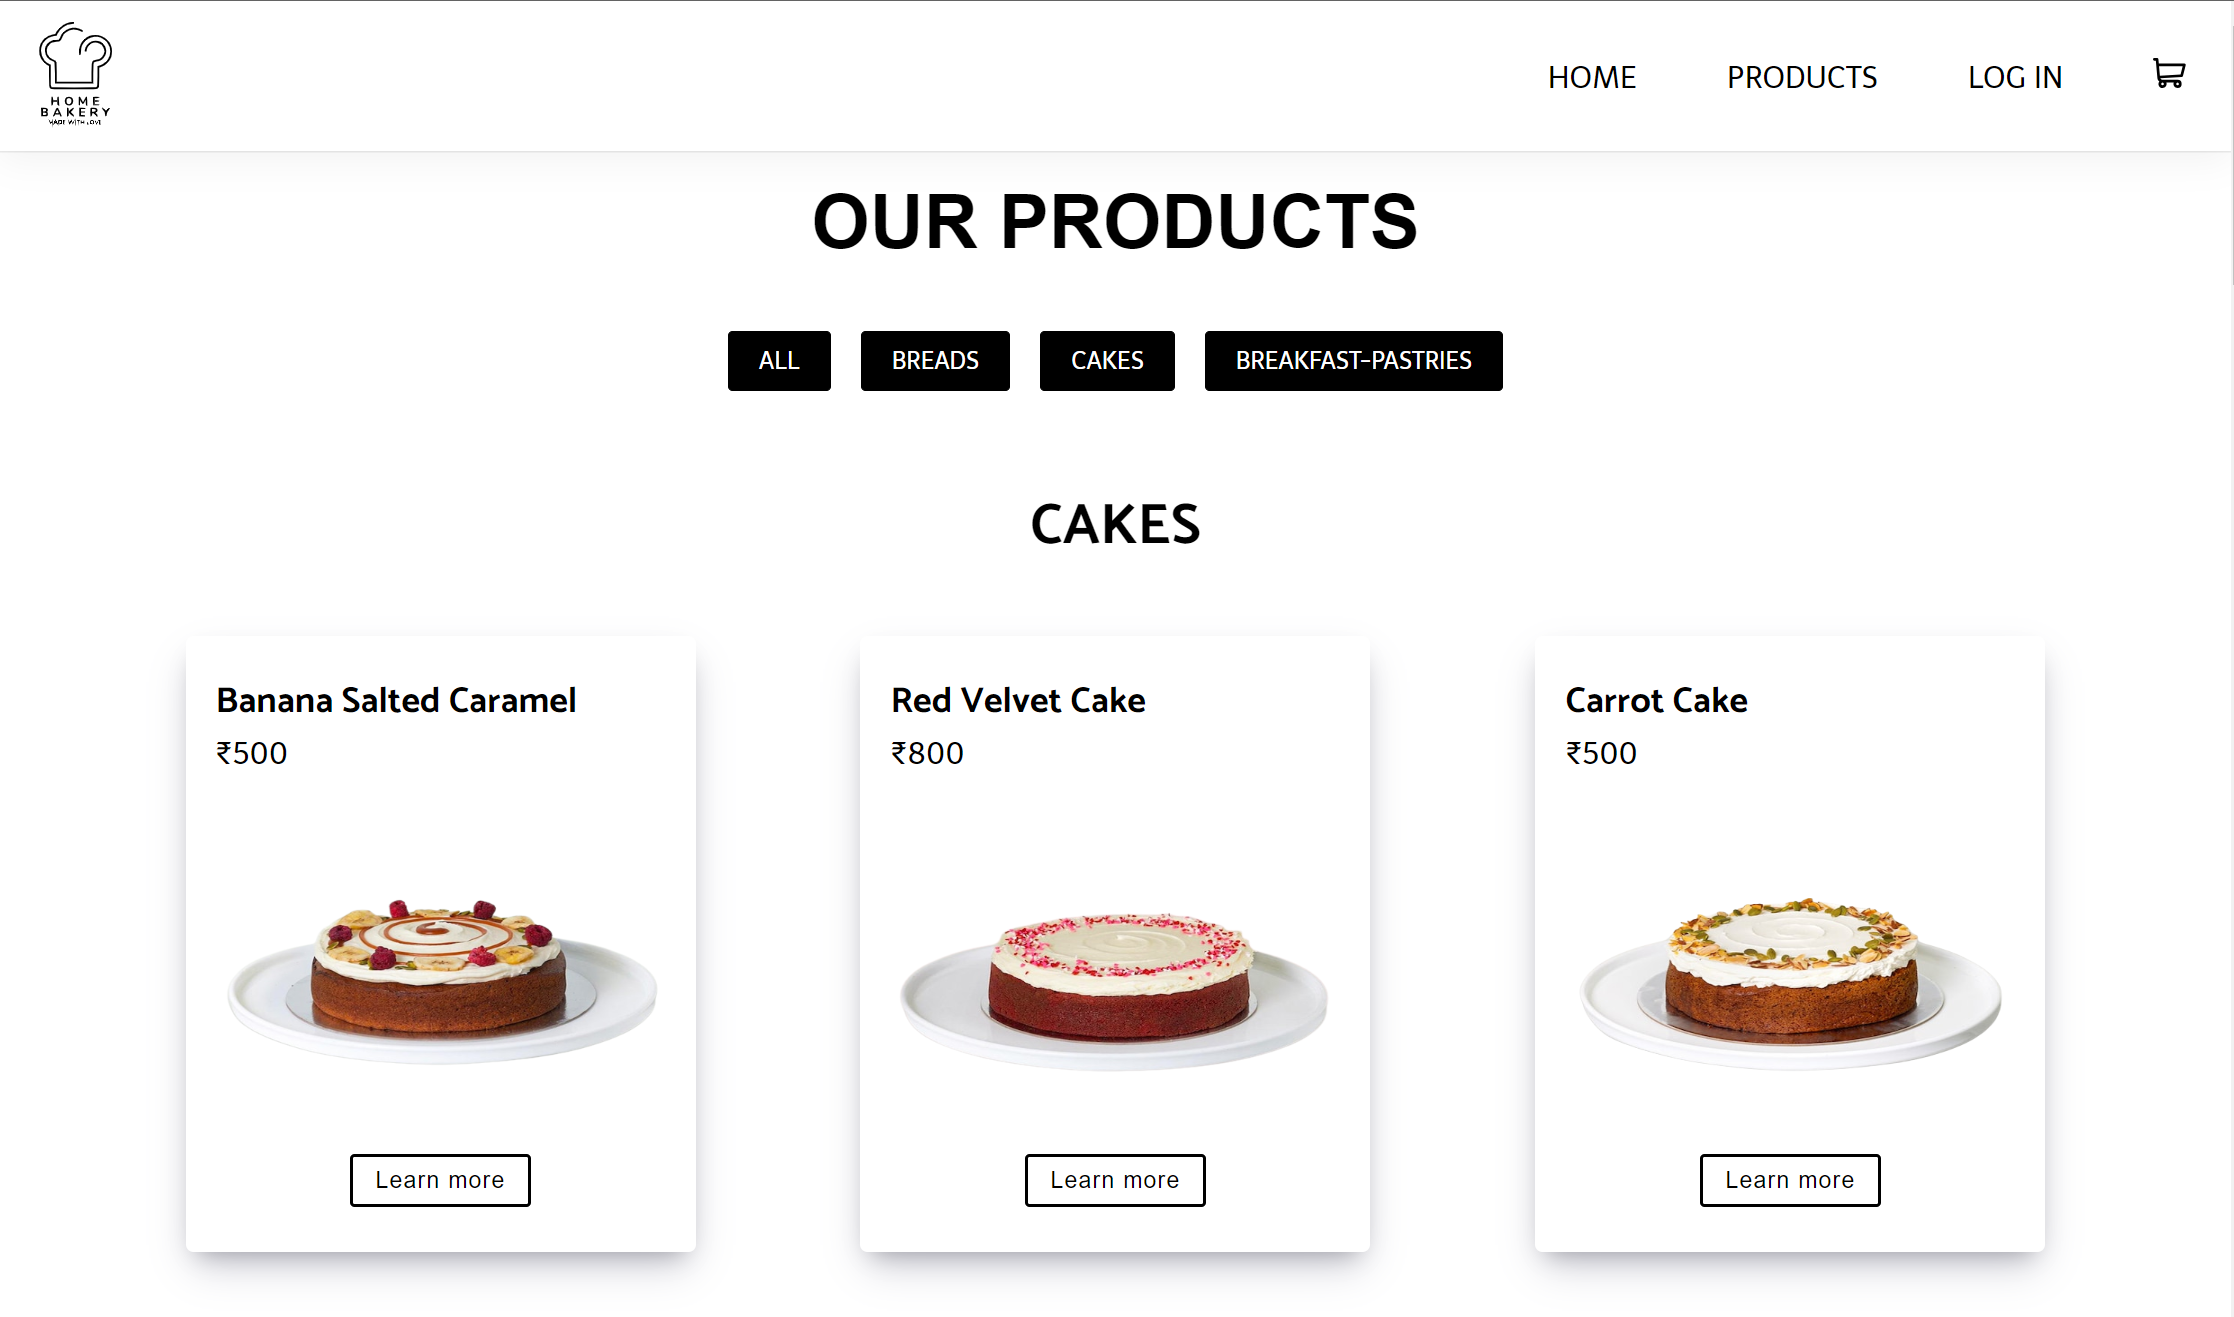 HOME
BAKERY
MADE WITH LOVE
HOME
PRODUCTS
LOG IN
OUR PRODUCTS
ALL
BREADS
CAKES
BREAKFAST-PASTRIES
CAKES
Banana Salted Caramel
₹500
Learn more
Red Velvet Cake
₹800
Learn more
Carrot Cake
₹500
Learn more